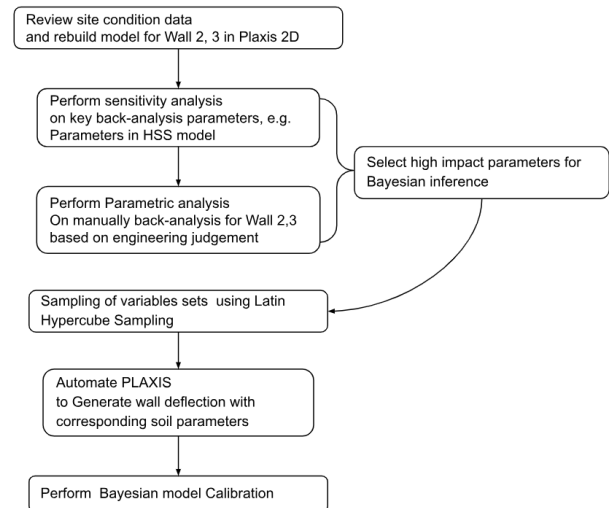 Review site condition data
and rebuild model for Wall 2, 3 in Plaxis 2D
Perform sensitivity analysis
on key back-analysis parameters, e.g.
Parameters in HSS model
Perform Parametric analysis
On manually back-analysis for Wall 2,3
based on engineering judgement
Select high impact parameters for
Bayesian inference
Sampling of variables sets using Latin
Hypercube Sampling
Automate PLAXIS
to Generate wall deflection with
corresponding soil parameters
Perform Bayesian model Calibration